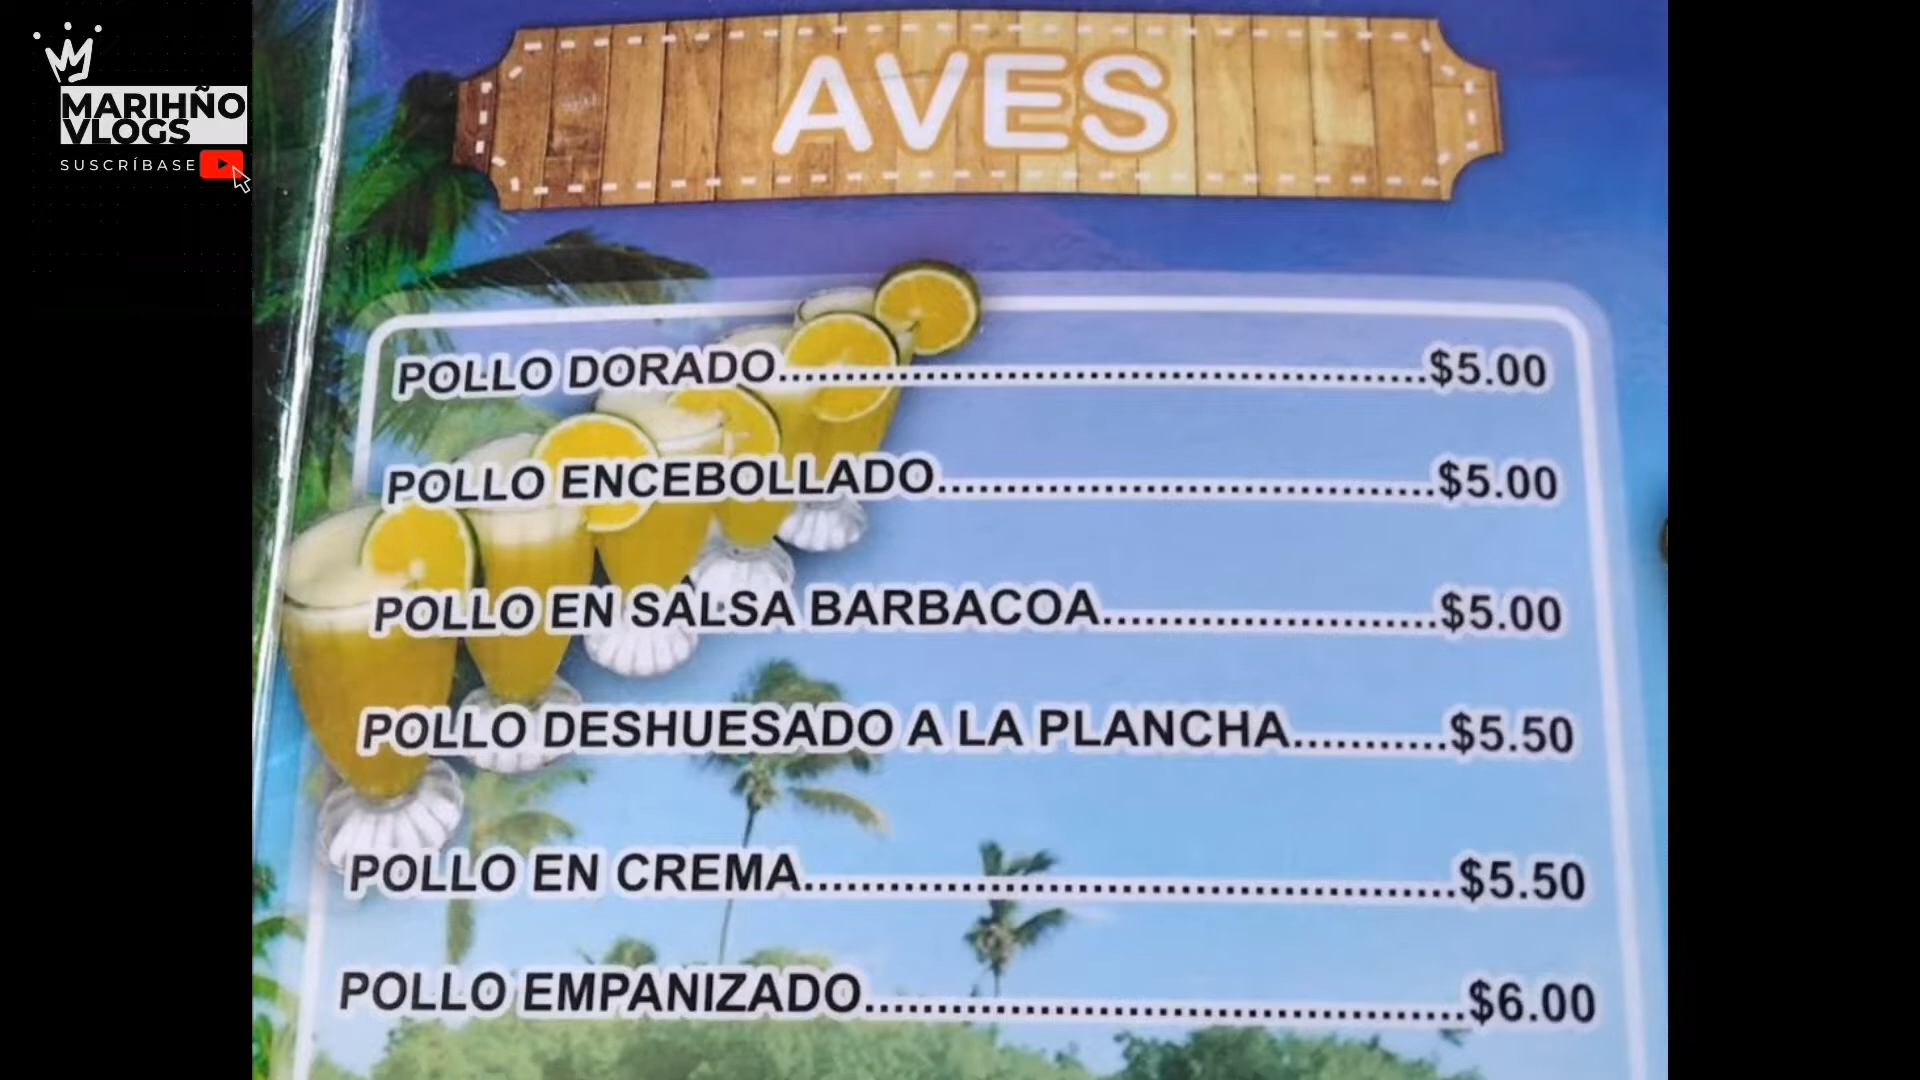 MARIHÑO
VLOGS
SUSCRÍBASE
AVES
POLLO DORADO..........................................................$5.00
POLLO ENCEBOLLADO..........................................$5.00
POLLO EN SALSA BARBACOA............................$5.00
POLLO DESHUESADO A LA PLANCHA...........$5.50
POLLO EN CREMA.......................................................$5.50
POLLO EMPANIZADO................................................$6.00